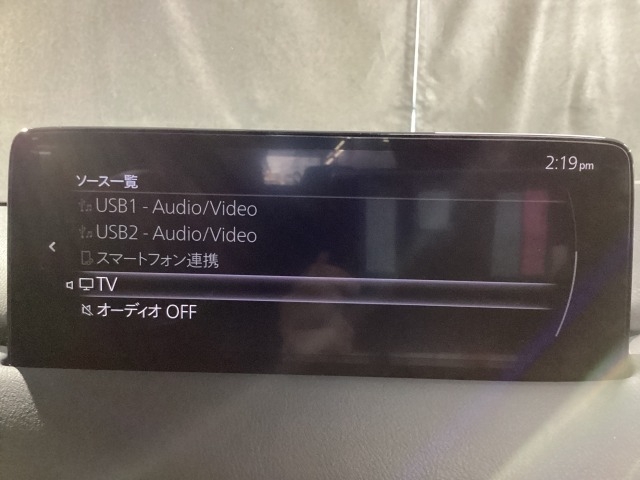 2:19pm
ソース一覧
USB1 - Audio/Video
USB2 - Audio/Video
スマートフォン連携
TV
オーディオ OFF